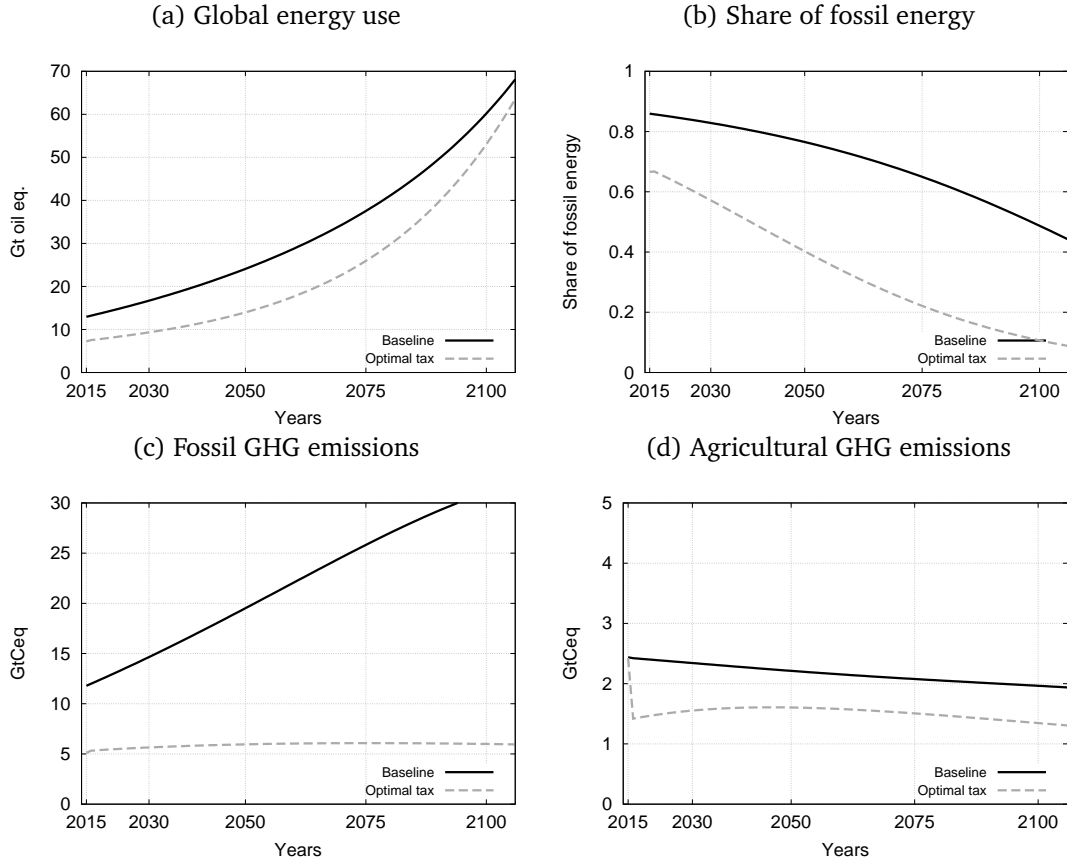 (a) Global energy use
Gt oil eq.
70
60
50
40
30
20
10
0
Baseline
Optimal tax
2015 2030 2050 2075 2100
Years
(b) Share of fossil energy
Share of fossil energy
1
0.8
0.6
0.4
0.2
0
Baseline
Optimal tax
2015 2030 2050 2075 2100
Years
(c) Fossil GHG emissions
GtCeq
30
25
20
15
10
5
0
Baseline
Optimal tax
2015 2030 2050 2075 2100
Years
(d) Agricultural GHG emissions
GtCeq
5
4
3
2
1
0
Baseline
Optimal tax
2015 2030 2050 2075 2100
Years